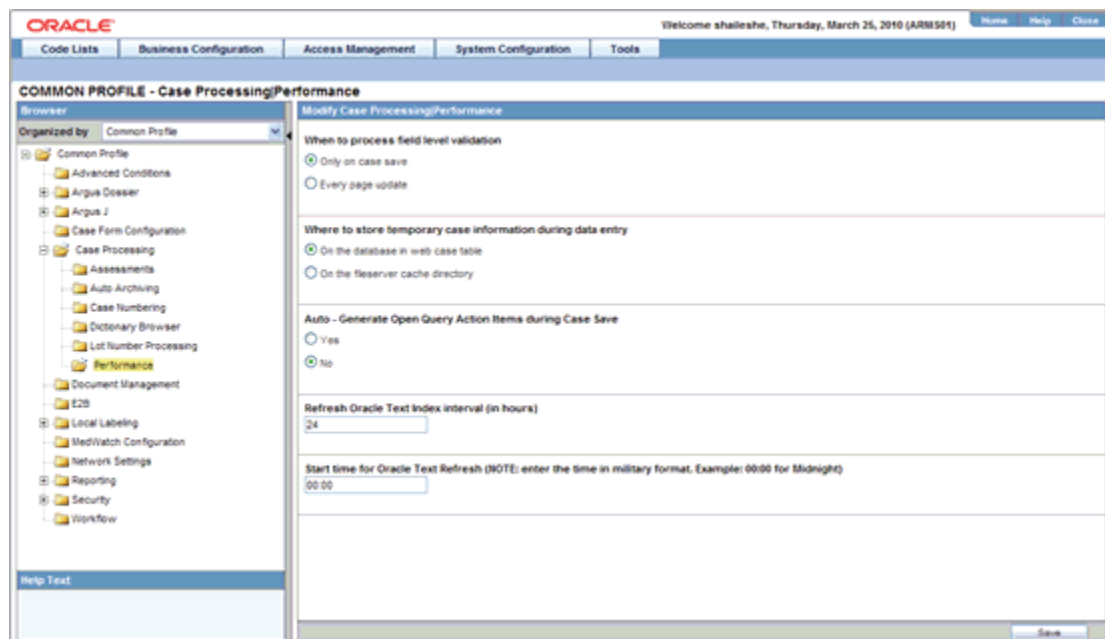 ORACLE
Welcome shaileshe, Thursday, March 25, 2010 (ARMIS01)
Home Help Close
Code Lists Business Configuration Access Management System Configuration Tools
COMMON PROFILE - Case Processing|Performance
Browser
Organized by Common Profile
Common Profile
Advanced Conditions
Argus Dossier
Argus J
Case Form Configuration
Case Processing
Assessments
Auto Archiving
Case Numbering
Dictionary Browser
Lot Number Processing
Performance
Document Management
E2B
Local Labeling
MedWatch Configuration
Network Settings
Reporting
Security
Workflow
Help Text
Modify Case Processing|Performance
When to process field level validation
Only on case save
Every page update
Where to store temporary case information during data entry
On the database in web case table
On the fileserver cache directory
Auto - Generate Open Query Action Items during Case Save
Yes
No
Refresh Oracle Text Index interval (in hours)
24
Start time for Oracle Text Refresh (NOTE: enter the time in military format. Example: 00:00 for Midnight)
00:00
Save